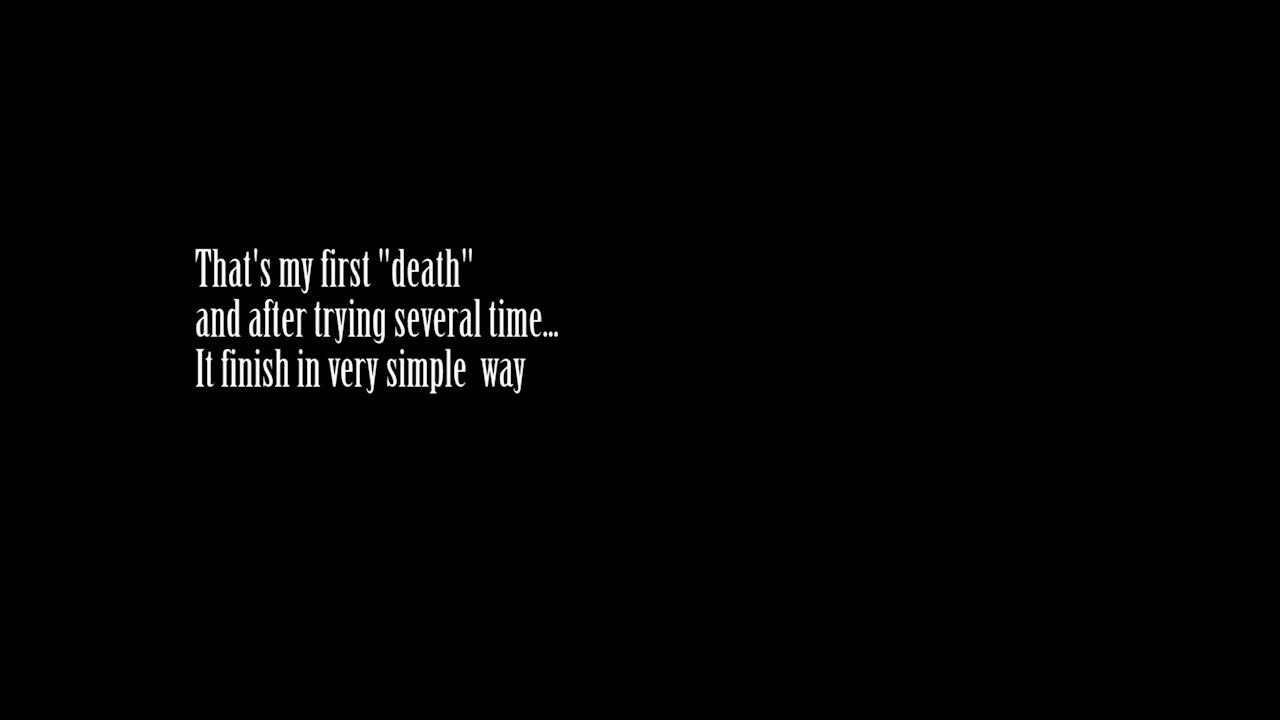 That's my first "death"
and after trying several time...
It finish in very simple  way